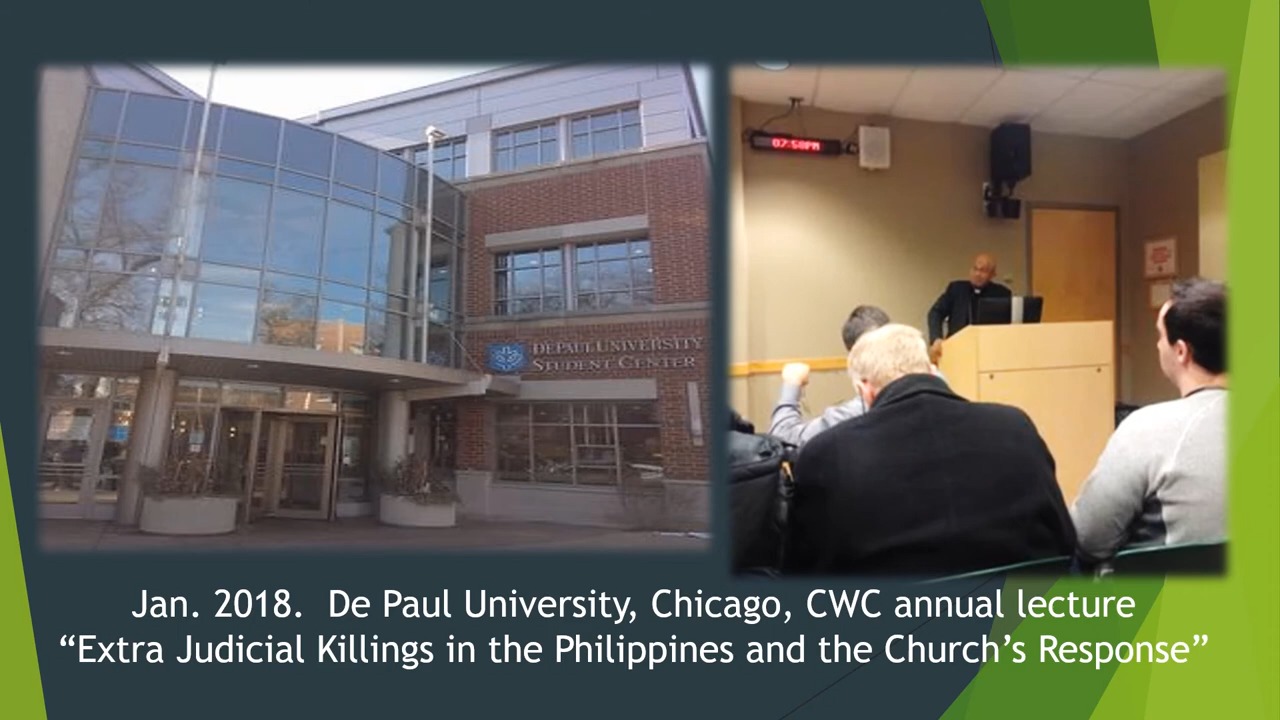 07:58PM
DEPAUL UNIVERSITY
STUDENT CENTER
Jan. 2018.  De Paul University, Chicago, CWC annual lecture
“Extra Judicial Killings in the Philippines and the Church’s Response”